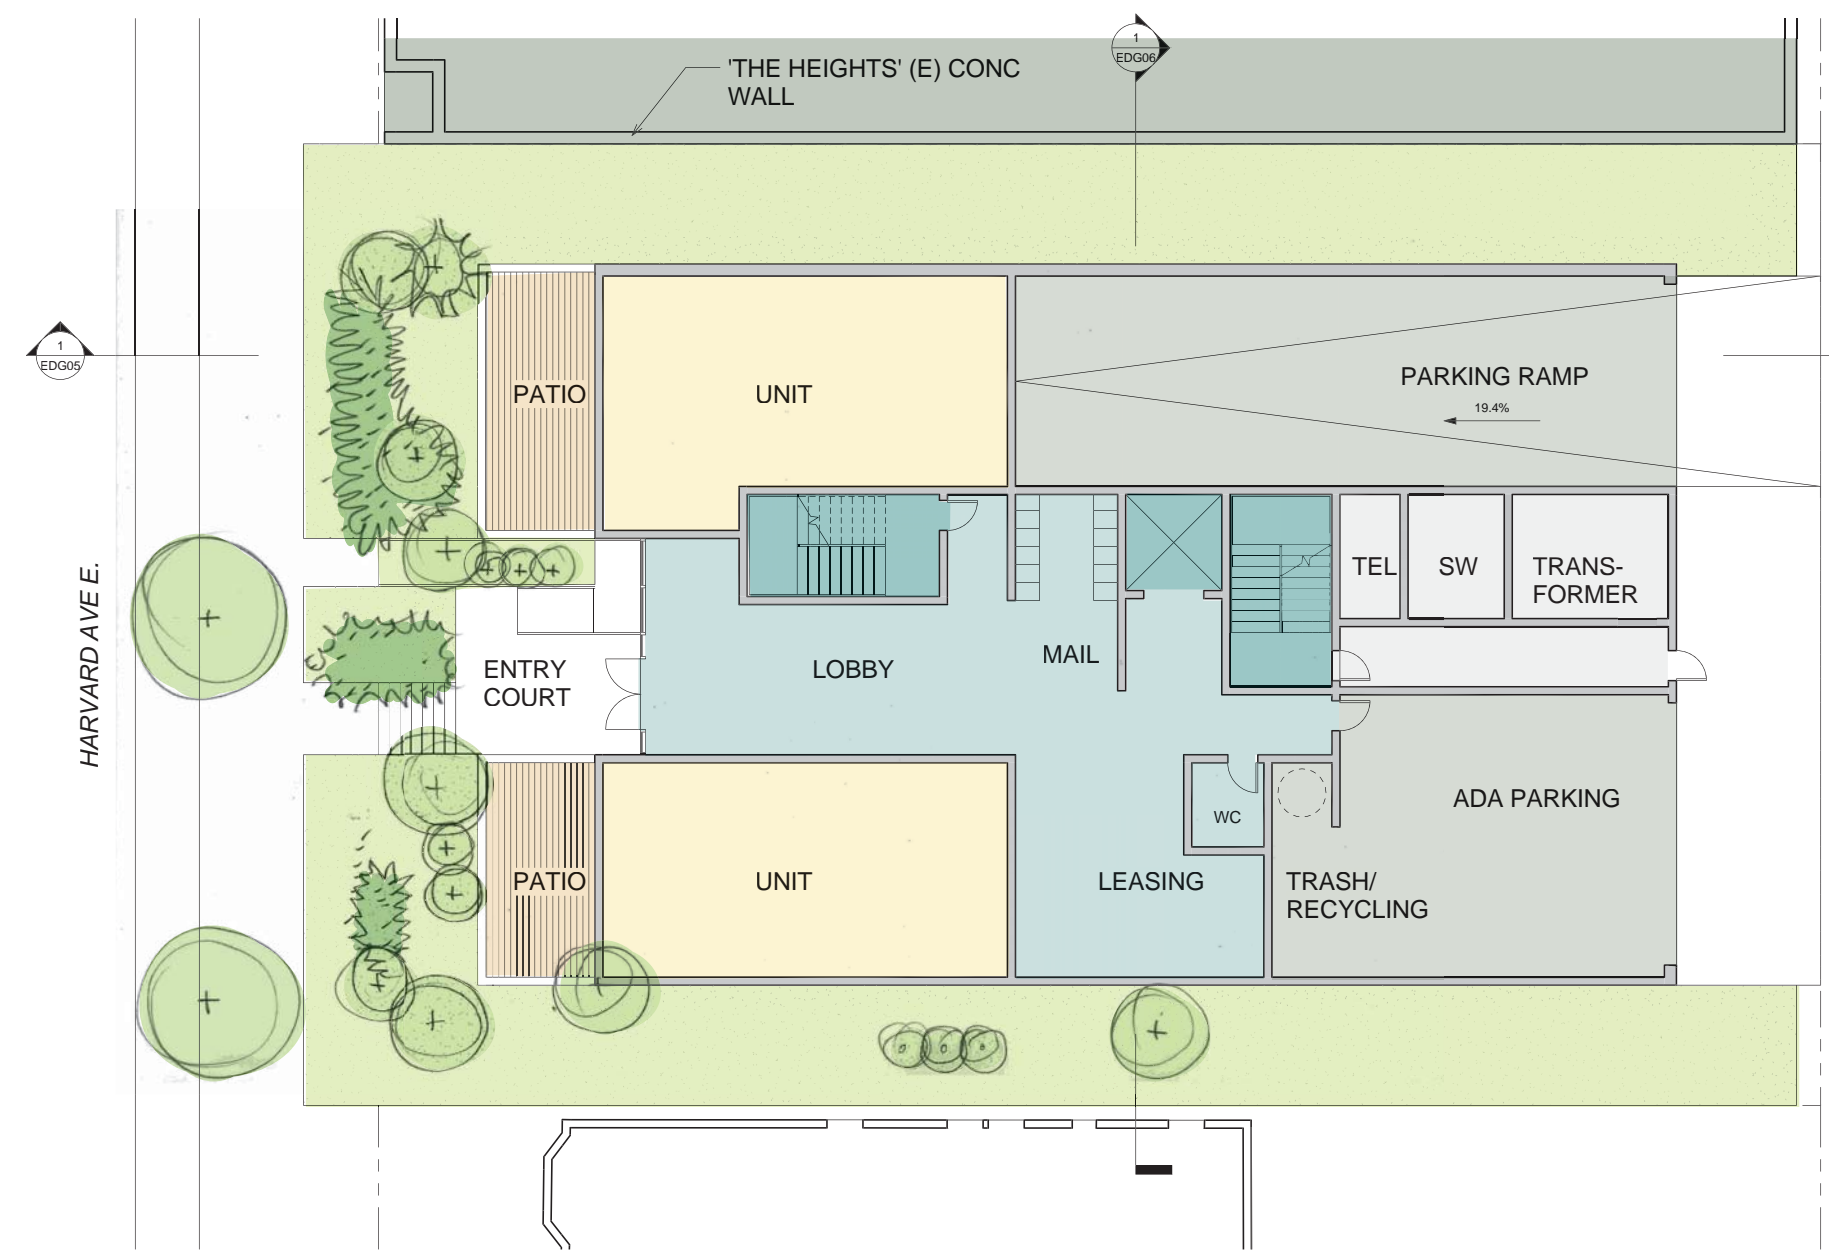 1
EDG06
'THE HEIGHTS' (E) CONC
WALL
1
EDG05
PATIO
UNIT
PARKING RAMP
19.4%
TEL
SW
TRANS-
FORMER
HARVARD AVE E.
ENTRY
COURT
LOBBY
MAIL
WC
ADA PARKING
PATIO
UNIT
LEASING
TRASH/
RECYCLING